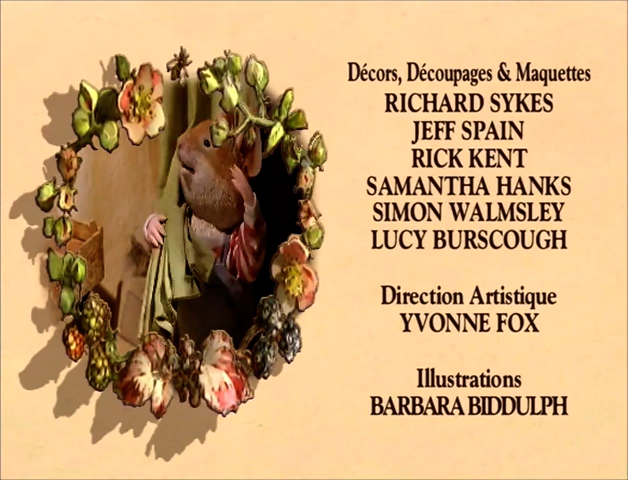 Décors, Découpages & Maquettes
RICHARD SYKES
JEFF SPAIN
RICK KENT
SAMANTHA HANKS
SIMON WALMSLEY
LUCY BURSCOUGH
Direction Artistique
YVONNE FOX
Illustrations
BARBARA BIDDULPH